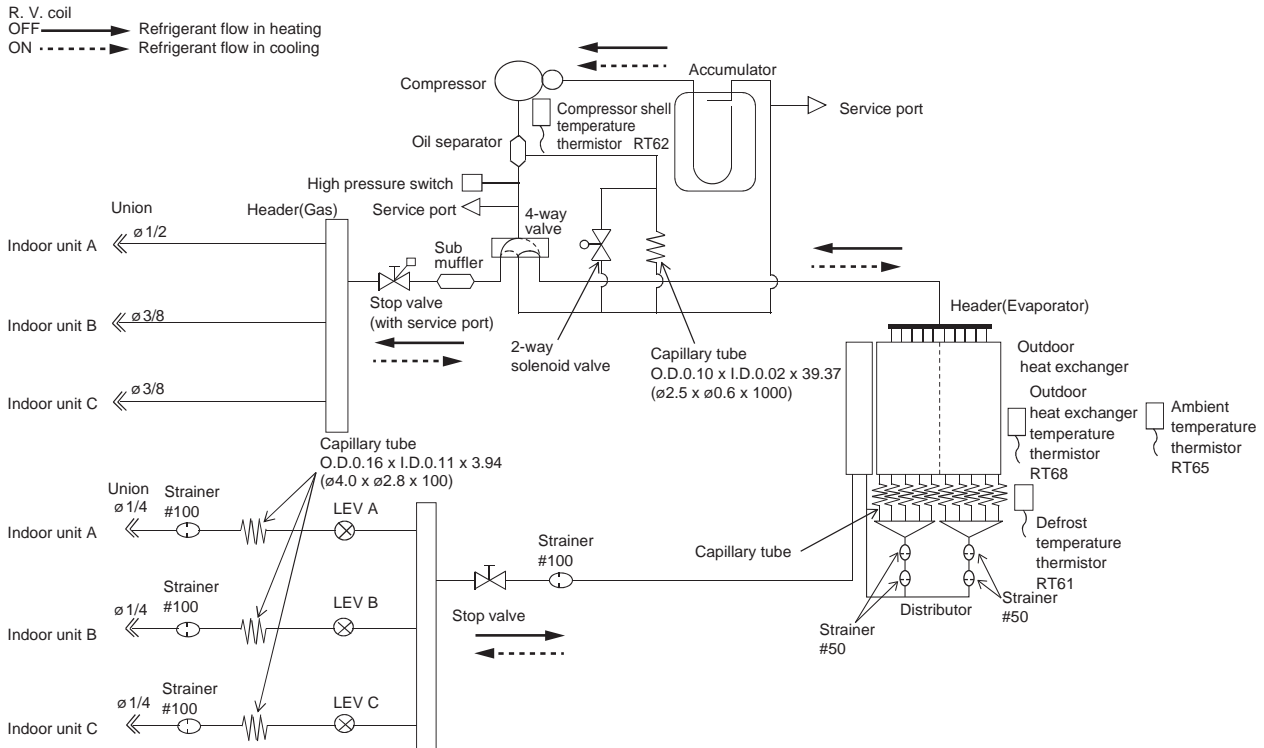 R. V. coil
OFF Refrigerant flow in heating
ON Refrigerant flow in cooling
Compressor
Accumulator
Service port
Compressor shell
temperature
thermistor RT62
Oil separator
High pressure switch
Service port
4-way
valve
Union
Header(Gas)
ø1/2
Indoor unit A
Sub
muffler
Stop valve
(with service port)
ø3/8
Indoor unit B
2-way
solenoid valve
Capillary tube
O.D.0.10 x I.D.0.02 x 39.37
(ø2.5 x ø0.6 x 1000)
Header(Evaporator)
Outdoor
heat exchanger
Outdoor
heat exchanger
temperature
thermistor
RT68
Ambient
temperature
thermistor
RT65
ø3/8
Indoor unit C
Capillary tube
O.D.0.16 x I.D.0.11 x 3.94
(ø4.0 x ø2.8 x 100)
Union
ø1/4
Strainer
#100
LEV A
Indoor unit A
Strainer
#100
Capillary tube
Defrost
temperature
thermistor
RT61
ø1/4
Strainer
#100
LEV B
Indoor unit B
Stop valve
Distributor
Strainer
#50
Strainer
#50
ø1/4
Strainer
#100
LEV C
Indoor unit C